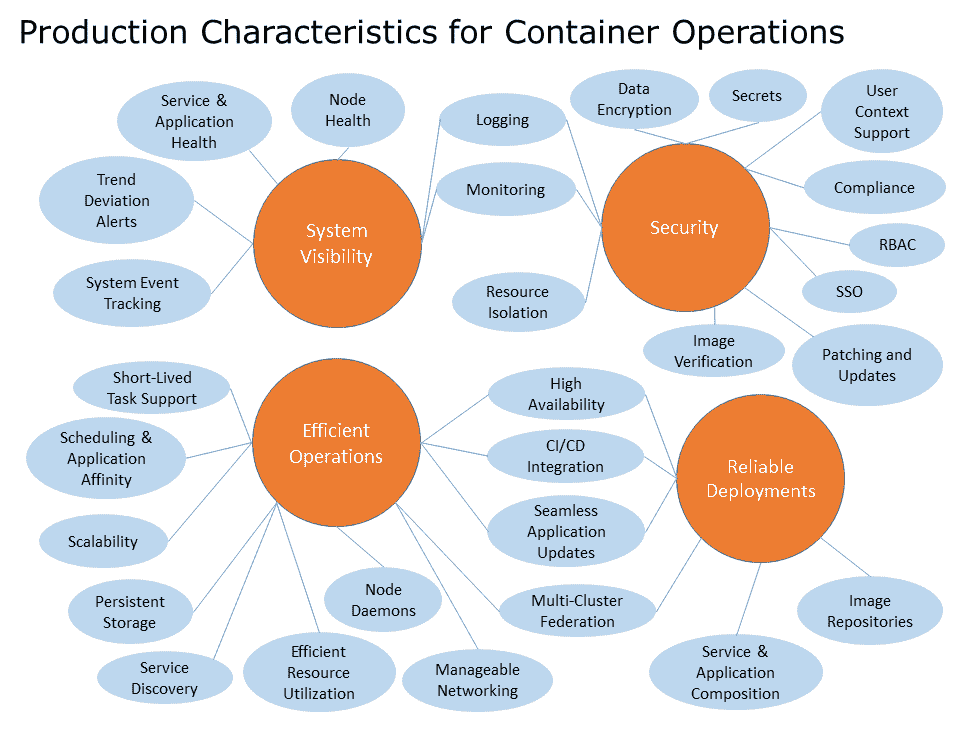 Production Characteristics for Container Operations
Service &
Application
Health
Node
Health
Logging
Data
Encryption
Secrets
User
Context
Support
Trend
Deviation
Alerts
System
Visibility
Monitoring
Security
Compliance
RBAC
System Event
Tracking
Resource
Isolation
SSO
Image
Verification
Patching and
Updates
Short-Lived
Task Support
Efficient
Operations
High
Availability
Scheduling &
Application
Affinity
CI/CD
Integration
Reliable
Deployments
Scalability
Seamless
Application
Updates
Persistent
Storage
Node
Daemons
Multi-Cluster
Federation
Image
Repositories
Service
Discovery
Efficient
Resource
Utilization
Manageable
Networking
Service &
Application
Composition